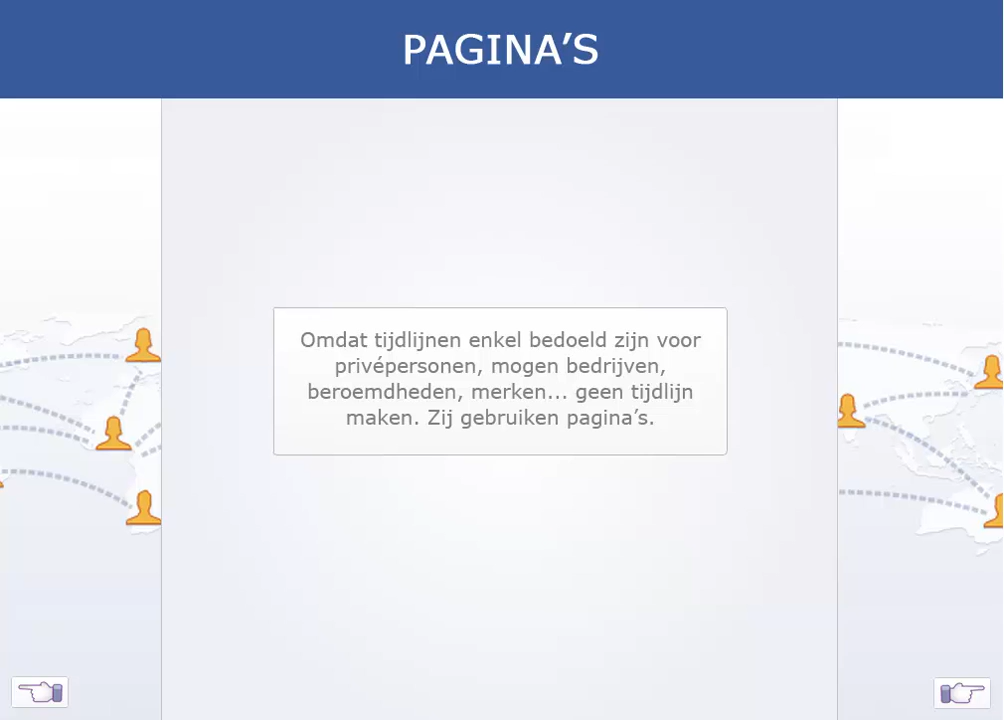 PAGINA’S
Omdat tijdlijnen enkel bedoeld zijn voor
privépersonen, mogen bedrijven,
beroemdheden, merken... geen tijdlijn
maken. Zij gebruiken pagina’s.